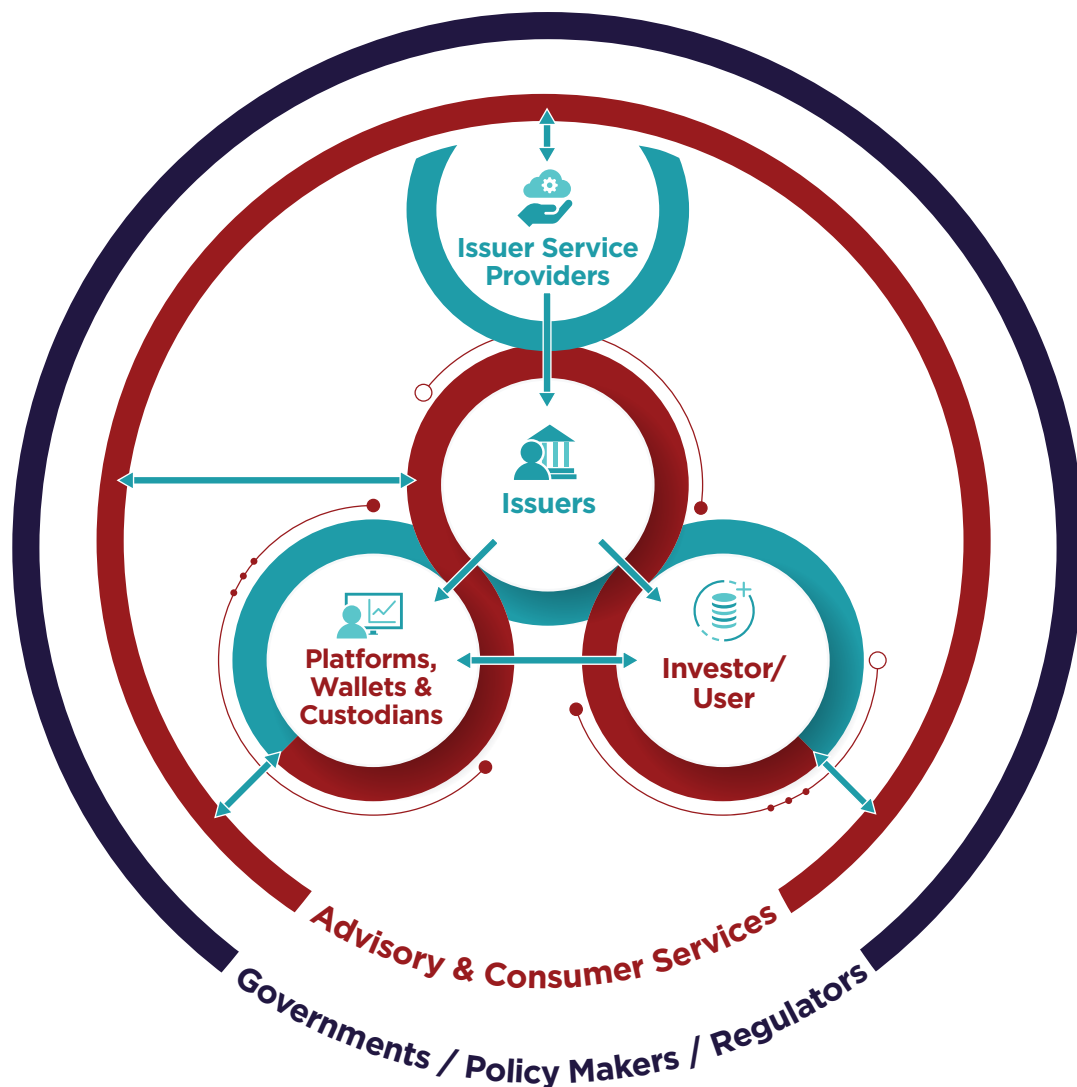 Issuer Service
Providers
Issuers
Platforms,
Wallets &
Custodians
Investor/
User
Advisory & Consumer Services
Governments / Policy Makers / Regulators